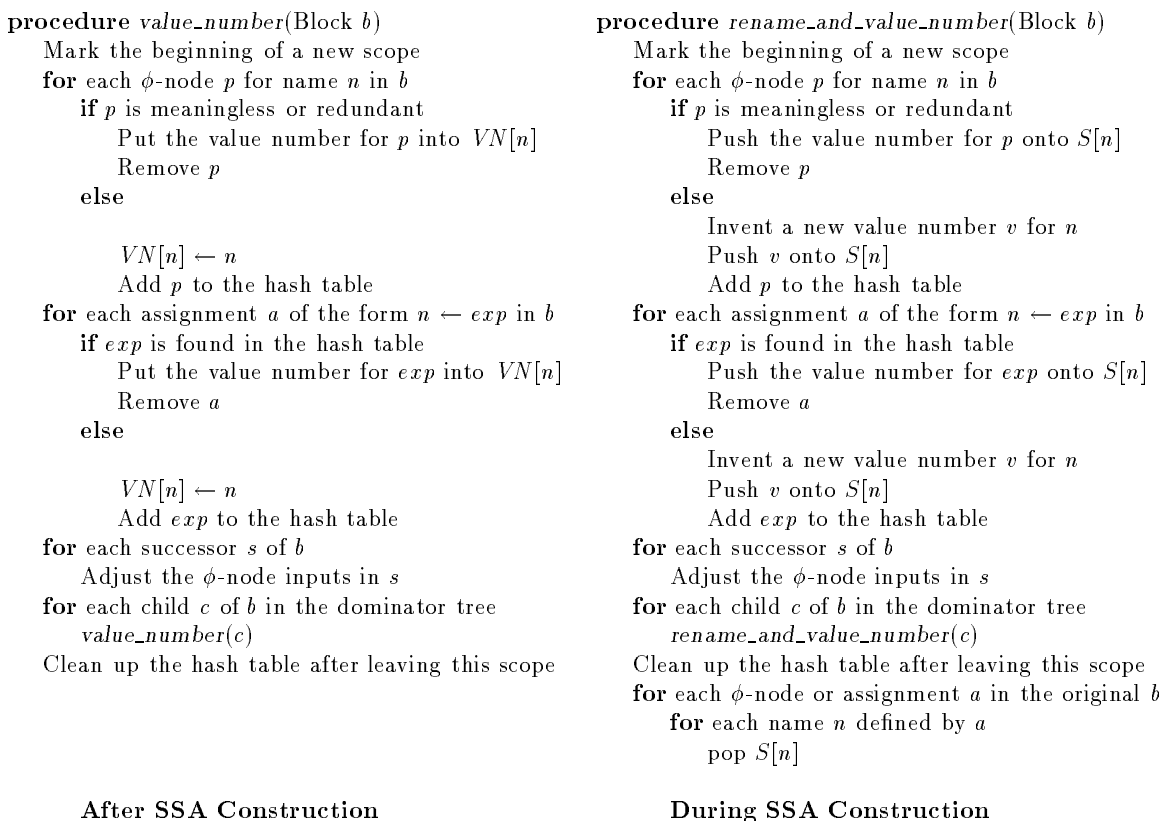 procedure value_number(Block b)
Mark the beginning of a new scope
for each ϕ-node p for name n in b
if p is meaningless or redundant
Put the value number for p into VN[n]
Remove p
else
VN[n] ← n
Add p to the hash table
for each assignment a of the form n ← exp in b
if exp is found in the hash table
Put the value number for exp into VN[n]
Remove a
else
VN[n] ← n
Add exp to the hash table
for each successor s of b
Adjust the ϕ-node inputs in s
for each child c of b in the dominator tree
value_number(c)
Clean up the hash table after leaving this scope
After SSA Construction
procedure rename_and_value_number(Block b)
Mark the beginning of a new scope
for each ϕ-node p for name n in b
if p is meaningless or redundant
Push the value number for p onto S[n]
Remove p
else
Invent a new value number v for n
Push v onto S[n]
Add p to the hash table
for each assignment a of the form n ← exp in b
if exp is found in the hash table
Push the value number for exp onto S[n]
Remove a
else
Invent a new value number v for n
Push v onto S[n]
Add exp to the hash table
for each successor s of b
Adjust the ϕ-node inputs in s
for each child c of b in the dominator tree
rename_and_value_number(c)
Clean up the hash table after leaving this scope
for each ϕ-node or assignment a in the original b
for each name n defined by a
pop S[n]
During SSA Construction